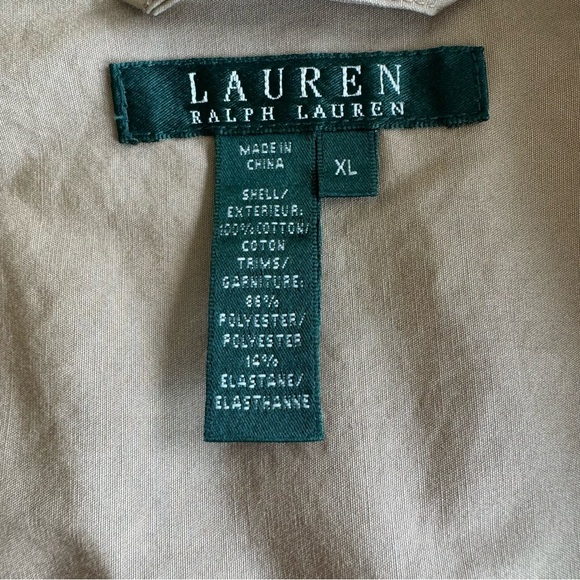 LAUREN
RALPH LAUREN
MADE IN
CHINA
XL
SHELL/
EXTERIEUR:
100% COTTON/
COTON
TRIMS/
GARNITURE:
86%
POLYESTER/
POLYESTER
14%
ELASTANE/
ELASTHANNE